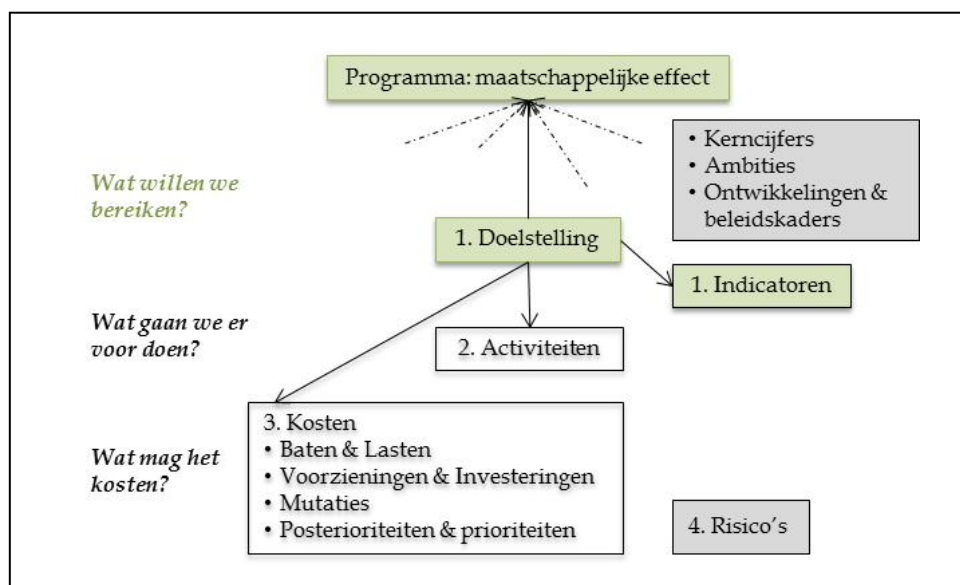 Programma: maatschappelijke effect
• Kerncijfers
• Ambities
• Ontwikkelingen &
beleidskaders
Wat willen we
bereiken?
1. Doelstelling
1. Indicatoren
Wat gaan we er
voor doen?
2. Activiteiten
3. Kosten
• Baten & Lasten
• Voorzieningen & Investeringen
• Mutaties
• Posterioriteiten & prioriteiten
Wat mag het
kosten?
4. Risico's